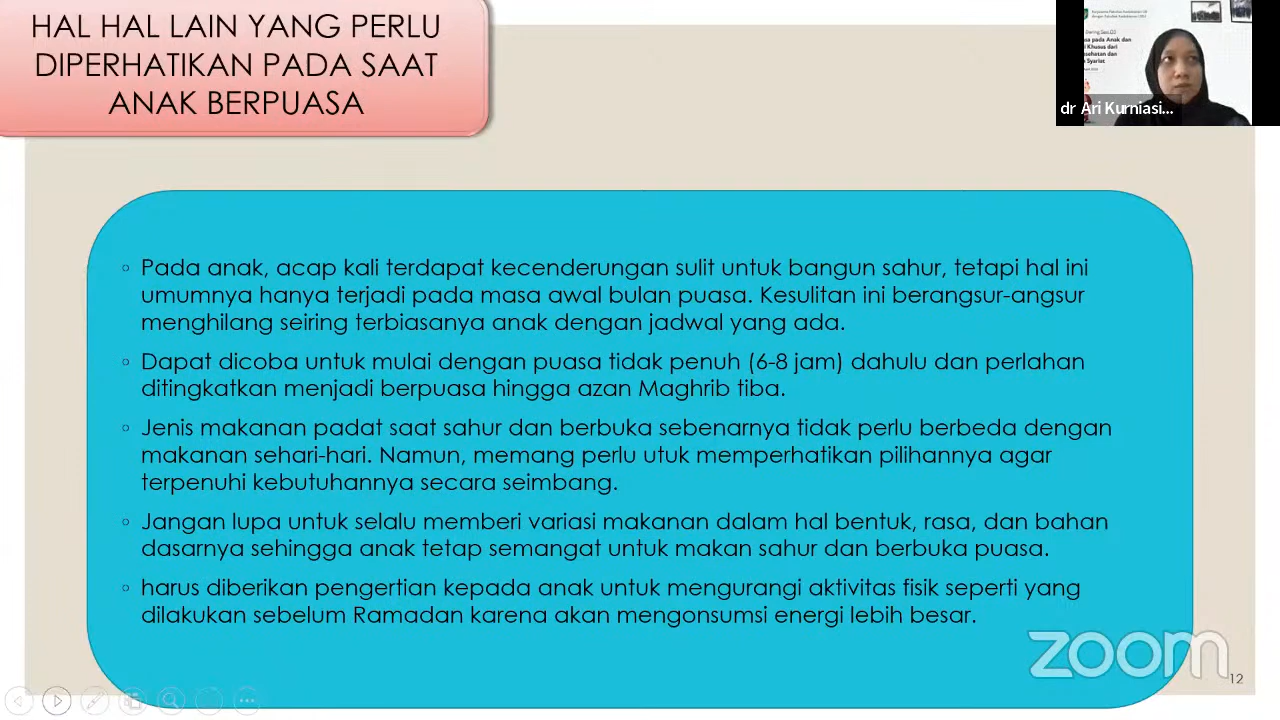 HAL HAL LAIN YANG PERLU
DIPERHATIKAN PADA SAAT
ANAK BERPUASA
dr Ari Kurniasi...
Pada anak, acap kali terdapat kecenderungan sulit untuk bangun sahur, tetapi hal ini
umumnya hanya terjadi pada masa awal bulan puasa. Kesulitan ini berangsur-angsur
menghilang seiring terbiasanya anak dengan jadwal yang ada.
Dapat dicoba untuk mulai dengan puasa tidak penuh (6-8 jam) dahulu dan perlahan
ditingkatkan menjadi berpuasa hingga azan Maghrib tiba.
Jenis makanan padat saat sahur dan berbuka sebenarnya tidak perlu berbeda dengan
makanan sehari-hari. Namun, memang perlu utuk memperhatikan pilihannya agar
terpenuhi kebutuhannya secara seimbang.
Jangan lupa untuk selalu memberi variasi makanan dalam hal bentuk, rasa, dan bahan
dasarnya sehingga anak tetap semangat untuk makan sahur dan berbuka puasa.
harus diberikan pengertian kepada anak untuk mengurangi aktivitas fisik seperti yang
dilakukan sebelum Ramadan karena akan mengonsumsi energi lebih besar.
zoom
12